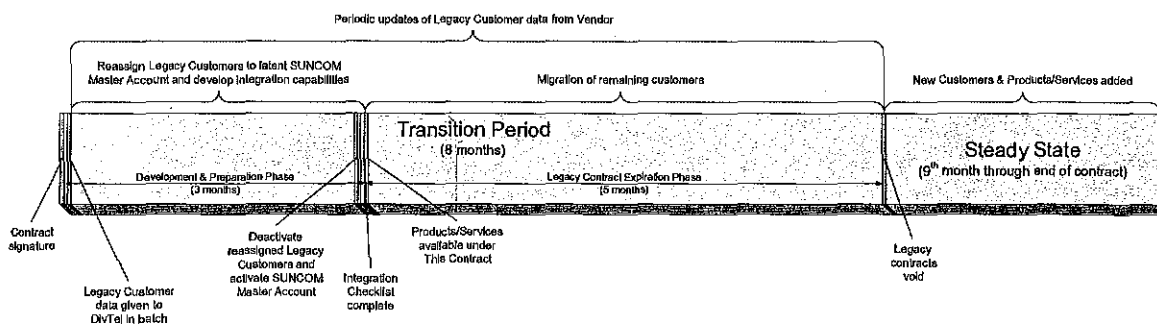 Periodic updates of Legacy Customer data from Vendor
Reassign Legacy Customers to latent SUNCOM
Master Account and develop integration capabilities
Migration of remaining customers
New Customers & Products/Services added
Transition Period
(8 months)
Steady State
(9th month through end of contract)
Development & Preparation Phase
(3 months)
Legacy Contract Expiration Phase
(5 months)
Contract
signature
Legacy Customer
data given to
DivTel in batch
Deactivate
reassigned Legacy
Customers and
activate SUNCOM
Master Account
Integration
Checklist
complete
Products/Services
available under
This Contract
Legacy
contracts
void